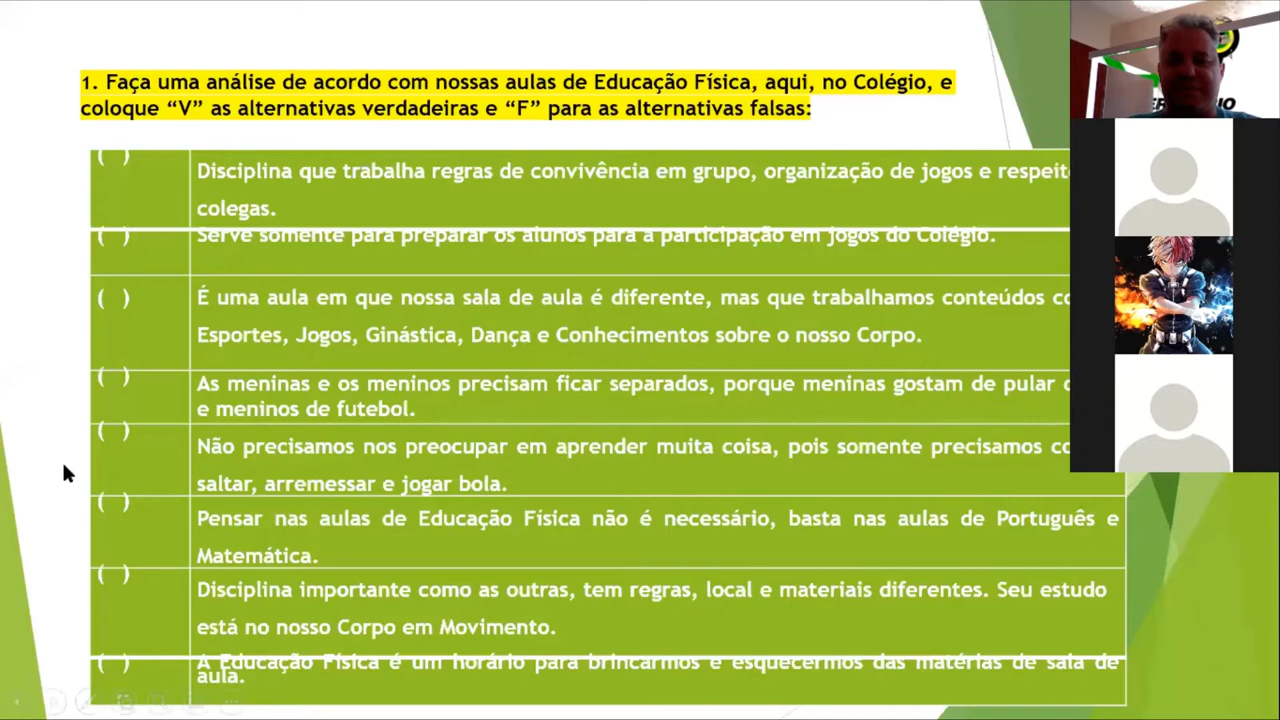 1. Faça uma análise de acordo com nossas aulas de Educação Física, aqui, no Colégio, e
coloque “V” as alternativas verdadeiras e “F” para as alternativas falsas:
( ) Disciplina que trabalha regras de convivência em grupo, organização de jogos e
colegas.
( ) Serve somente para preparar os alunos para a participação em jogos do Colégio.
( ) É uma aula em que nossa sala de aula é diferente, mas que trabalhamos conteúdos
Esportes, Jogos, Ginástica, Dança e Conhecimentos sobre o nosso Corpo.
( ) As meninas e os meninos precisam ficar separados, porque meninas gostam de pular
e meninos de futebol.
( ) Não precisamos nos preocupar em aprender muita coisa, pois somente precisamos
saltar, arremessar e jogar bola.
( ) Pensar nas aulas de Educação Física não é necessário, basta nas aulas de Português e
Matemática.
( ) Disciplina importante como as outras, tem regras, local e materiais diferentes. Seu estudo
está no nosso Corpo em Movimento.
( ) A Educação Física é um horário para brincarmos e esquecermos das matérias de sala de
aula.